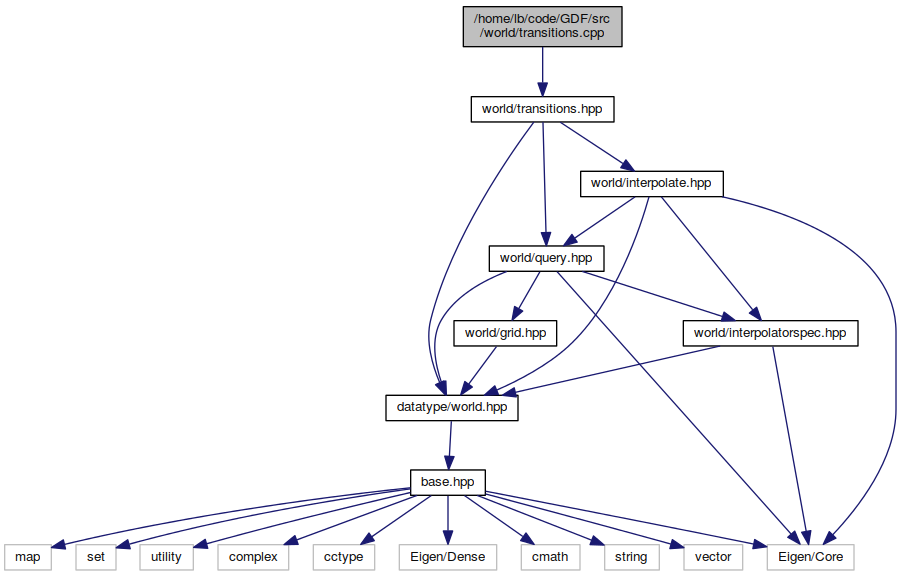 /home/lb/code/GDF/src
/world/transitions.cpp
world/transitions.hpp
world/interpolate.hpp
world/query.hpp
world/grid.hpp
world/interpolatorspec.hpp
datatype/world.hpp
base.hpp
map
set
utility
complex
cctype
Eigen/Dense
cmath
string
vector
Eigen/Core